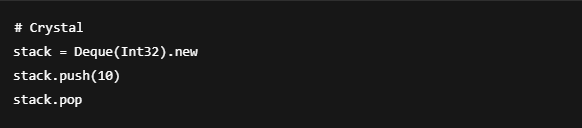 # Crystal
stack = Deque(Int32).new
stack.push(10)
stack.pop